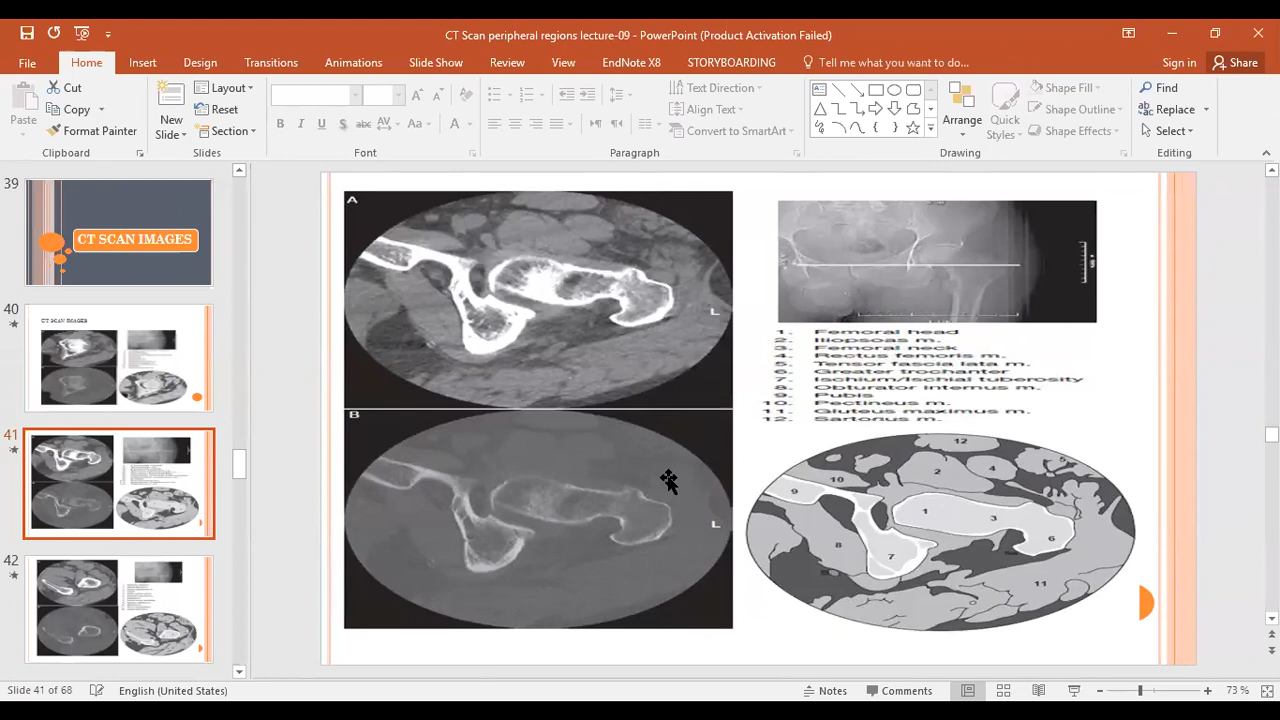 CT Scan peripheral regions lecture-09 - PowerPoint (Product Activation Failed)
File Home Insert Design Transitions Animations Slide Show Review View EndNote X8 STORYBOARDING Tell me what you want to do... Sign in Share
Paste Cut Copy Format Painter
Clipboard
New Slide Layout Reset Section
Slides
B I U S abc AV Aa A
Font
Text Direction Align Text Convert to SmartArt
Paragraph
Arrange Quick Styles Shape Fill Shape Outline Shape Effects
Drawing
Find Replace Select
Editing
39
CT SCAN IMAGES
40
CT SCAN IMAGES
41
42
A
L
B
L
1. Femoral head
2. Iliopsoas m.
3. Femoral neck
4. Rectus femoris m.
5. Tensor fascia lata m.
6. Greater trochanter
7. Ischium/Ischial tuberosity
8. Obturator internus m.
9. Pubis
10. Pectineus m.
11. Gluteus maximus m.
12. Sartorius m.
12
5
2
4
10
9
1
3
6
8
7
11
Slide 41 of 68 English (United States) Notes Comments 73 %